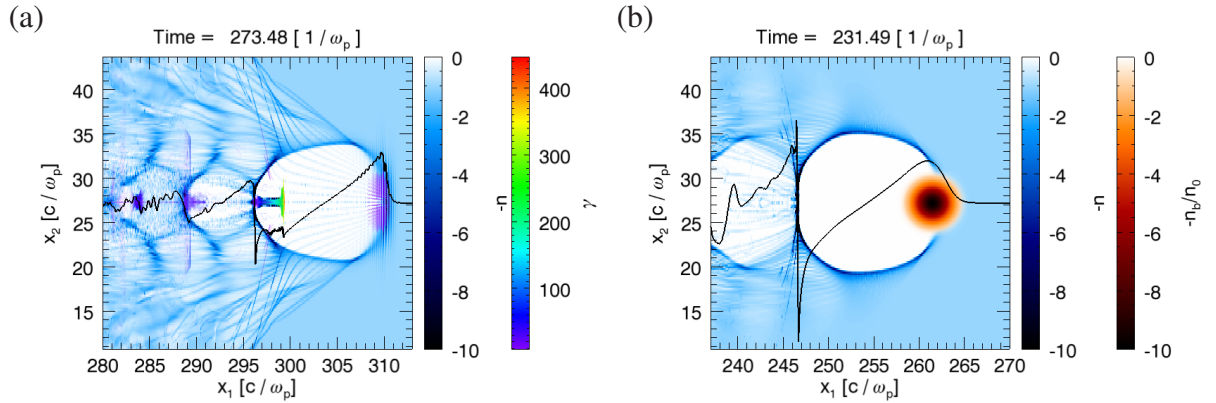 (a)
Time = 273.48 [ 1 / ω_p ]
x_2 [c / ω_p]
40
35
30
25
20
15
280 285 290 295 300 305 310
x_1 [c / ω_p]
0
-2
-4
-6
-8
-10
-n
400
300
200
100
γ
(b)
Time = 231.49 [ 1 / ω_p ]
x_2 [c / ω_p]
40
35
30
25
20
15
240 245 250 255 260 265 270
x_1 [c / ω_p]
0
-2
-4
-6
-8
-10
-n
0
-2
-4
-6
-8
-10
-n_b/n_0